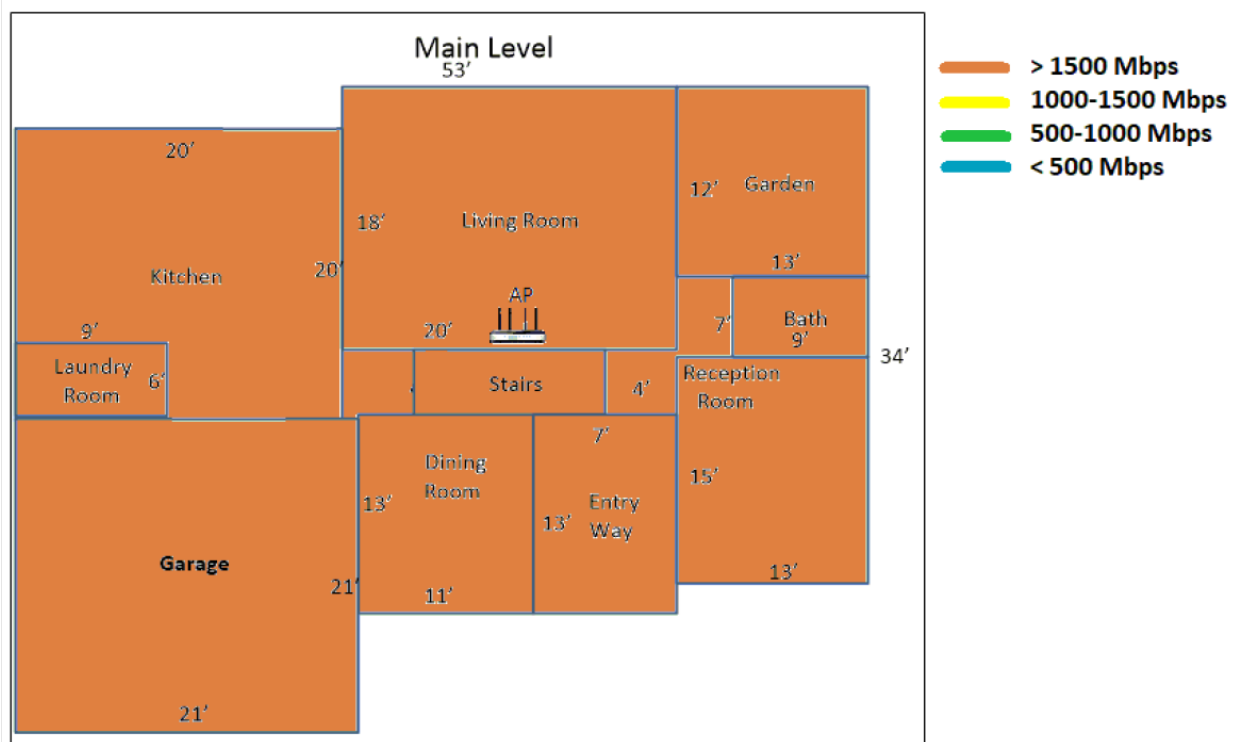 Main Level
53’
> 1500 Mbps
1000-1500 Mbps
500-1000 Mbps
< 500 Mbps
20’
12’
Garden
18’
Living Room
13’
20’
Kitchen
AP
9’
20’
7’
Bath
9’
34’
Laundry
Room
6’
Stairs
4’
Reception
Room
7’
Dining
Room
13’
15’
Entry
Way
13’
Garage
21’
11’
13’
21’